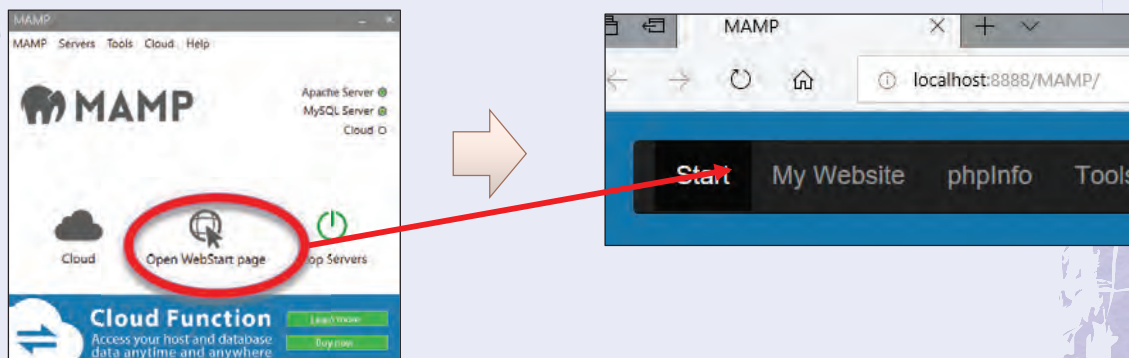 MAMP
MAMP Servers Tools Cloud Help
MAMP
Apache Server
MySQL Server
Cloud
Cloud
Open WebStart page
op Servers
Cloud Function
Access your host and database
data anytime and anywhere
Learn more
Buy now
MAMP
localhost:8888/MAMP/
Start My Website phpInfo Tools